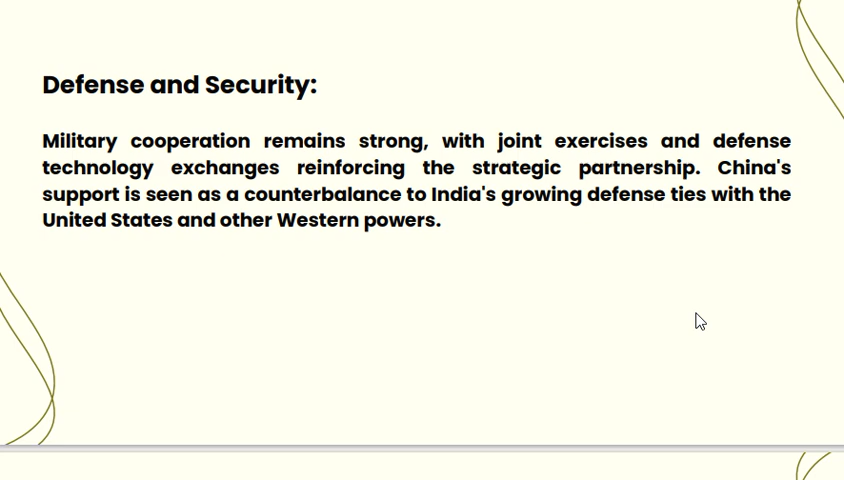 Defense and Security:
Military cooperation remains strong, with joint exercises and defense
technology exchanges reinforcing the strategic partnership. China's
support is seen as a counterbalance to India's growing defense ties with the
United States and other Western powers.